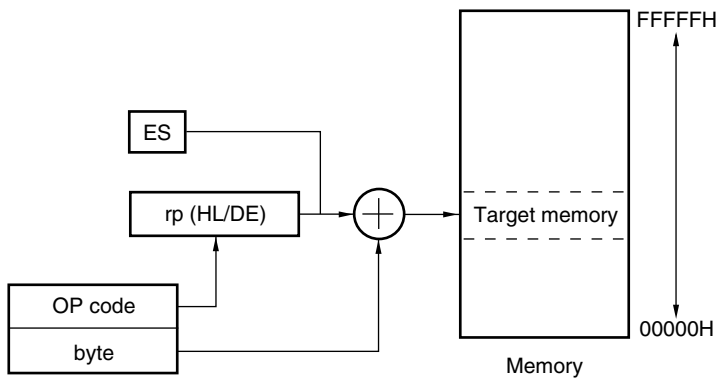 FFFFFH
ES
rp (HL/DE)
Target memory
OP code
byte
00000H
Memory